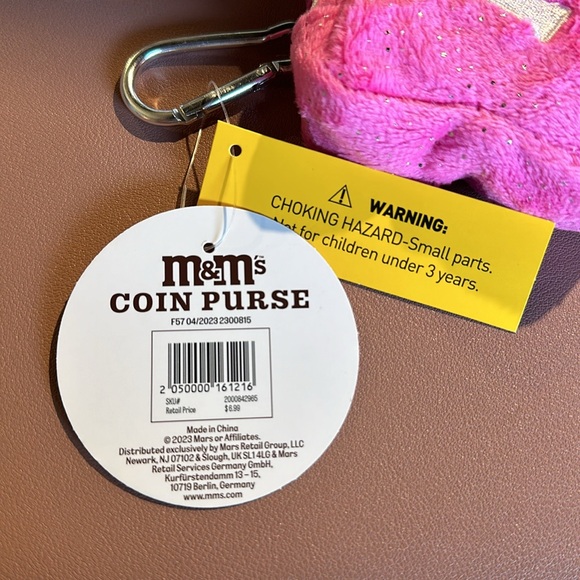 WARNING:
CHOKING HAZARD-Small parts.
Not for children under 3 years.
m&m's
COIN PURSE
F57 04/2023 2300815
2 050000 161216
SKU# 2000842965
Retail Price $ 6.99
Made in China
© 2023 Mars or Affiliates.
Distributed exclusively by Mars Retail Group, LLC
Newark, NJ 07102 & Slough, UK SL1 4LG & Mars
Retail Services Germany GmbH,
Kurfürstendamm 13-15,
10719 Berlin, Germany
www.mms.com